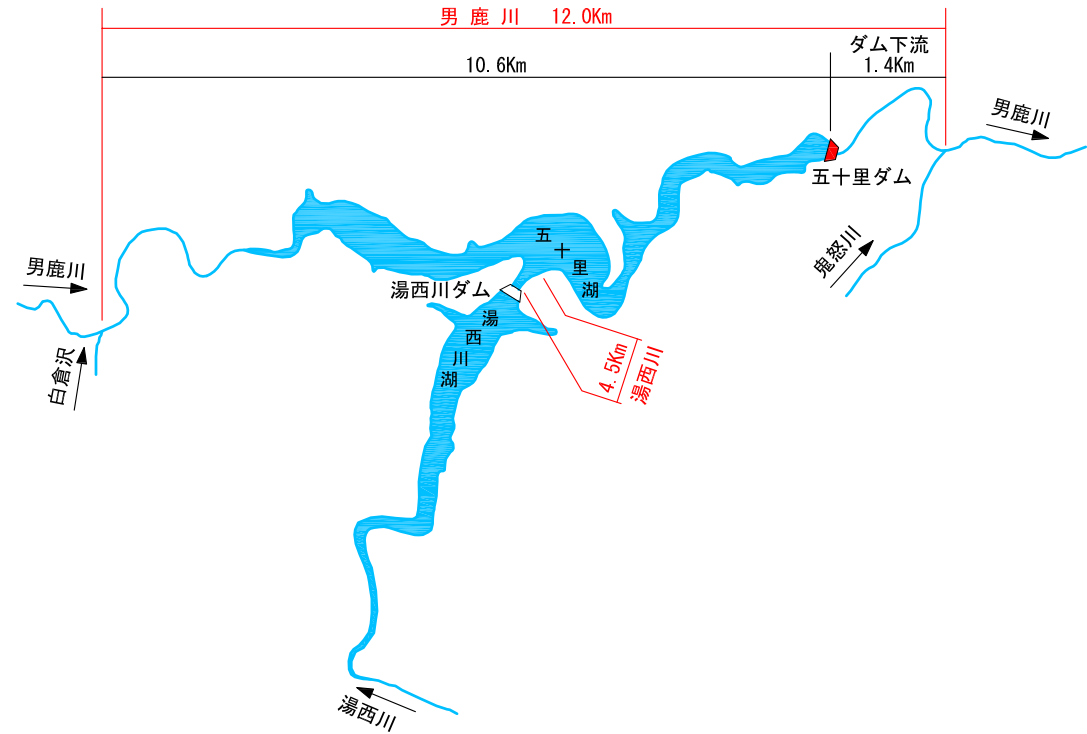 男鹿川 12.0Km
ダム下流
10.6Km
1.4Km
男鹿川
五十里ダム
鬼怒川
五十里湖
男鹿川
湯西川ダム
湯西川湖
白倉沢
4.5Km
湯西川
湯西川